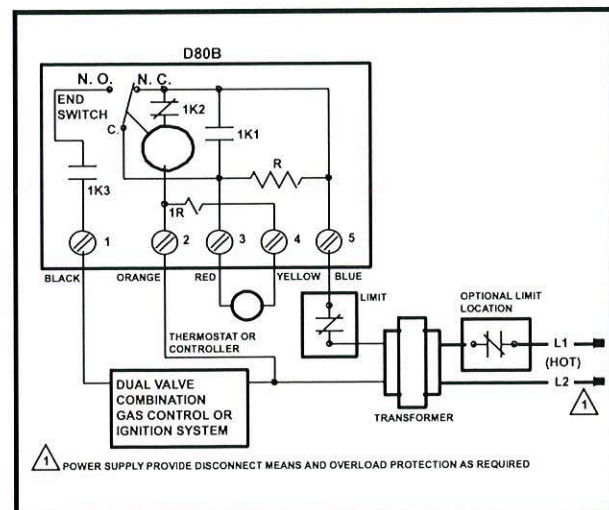 D80B
N. O. N. C.
END
SWITCH
C.
1K2
1K1
R
1K3
1R
1 2 3 4 5
BLACK ORANGE RED YELLOW BLUE
LIMIT
OPTIONAL LIMIT
LOCATION
L1
(HOT)
L2
1
THERMOSTAT OR
CONTROLLER
TRANSFORMER
DUAL VALVE
COMBINATION
GAS CONTROL OR
IGNITION SYSTEM
1 POWER SUPPLY PROVIDE DISCONNECT MEANS AND OVERLOAD PROTECTION AS REQUIRED